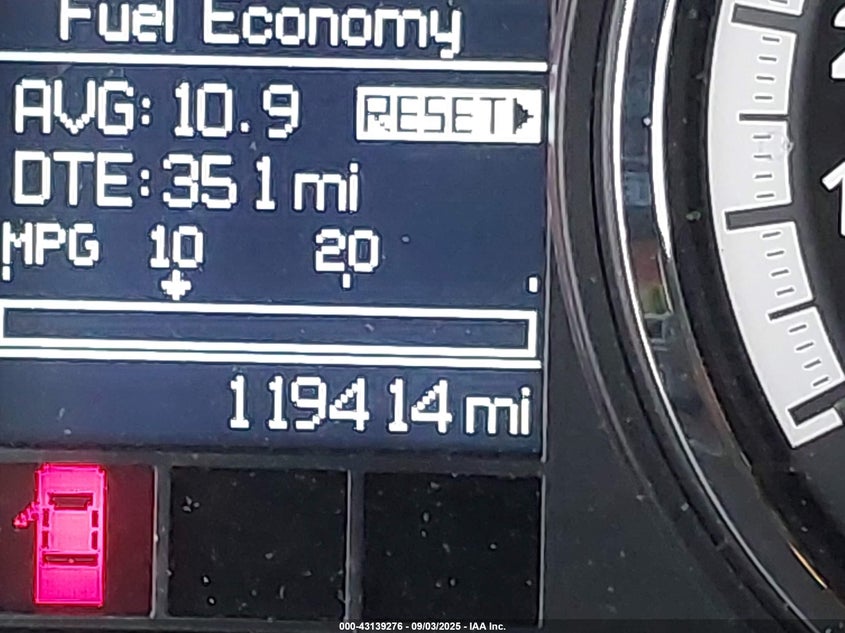 Fuel Economy
AVG: 10.9 RESET
DTE: 351 mi
MPG 10 20
119414 mi
000-43139276 - 09/03/2025 - IAA Inc.